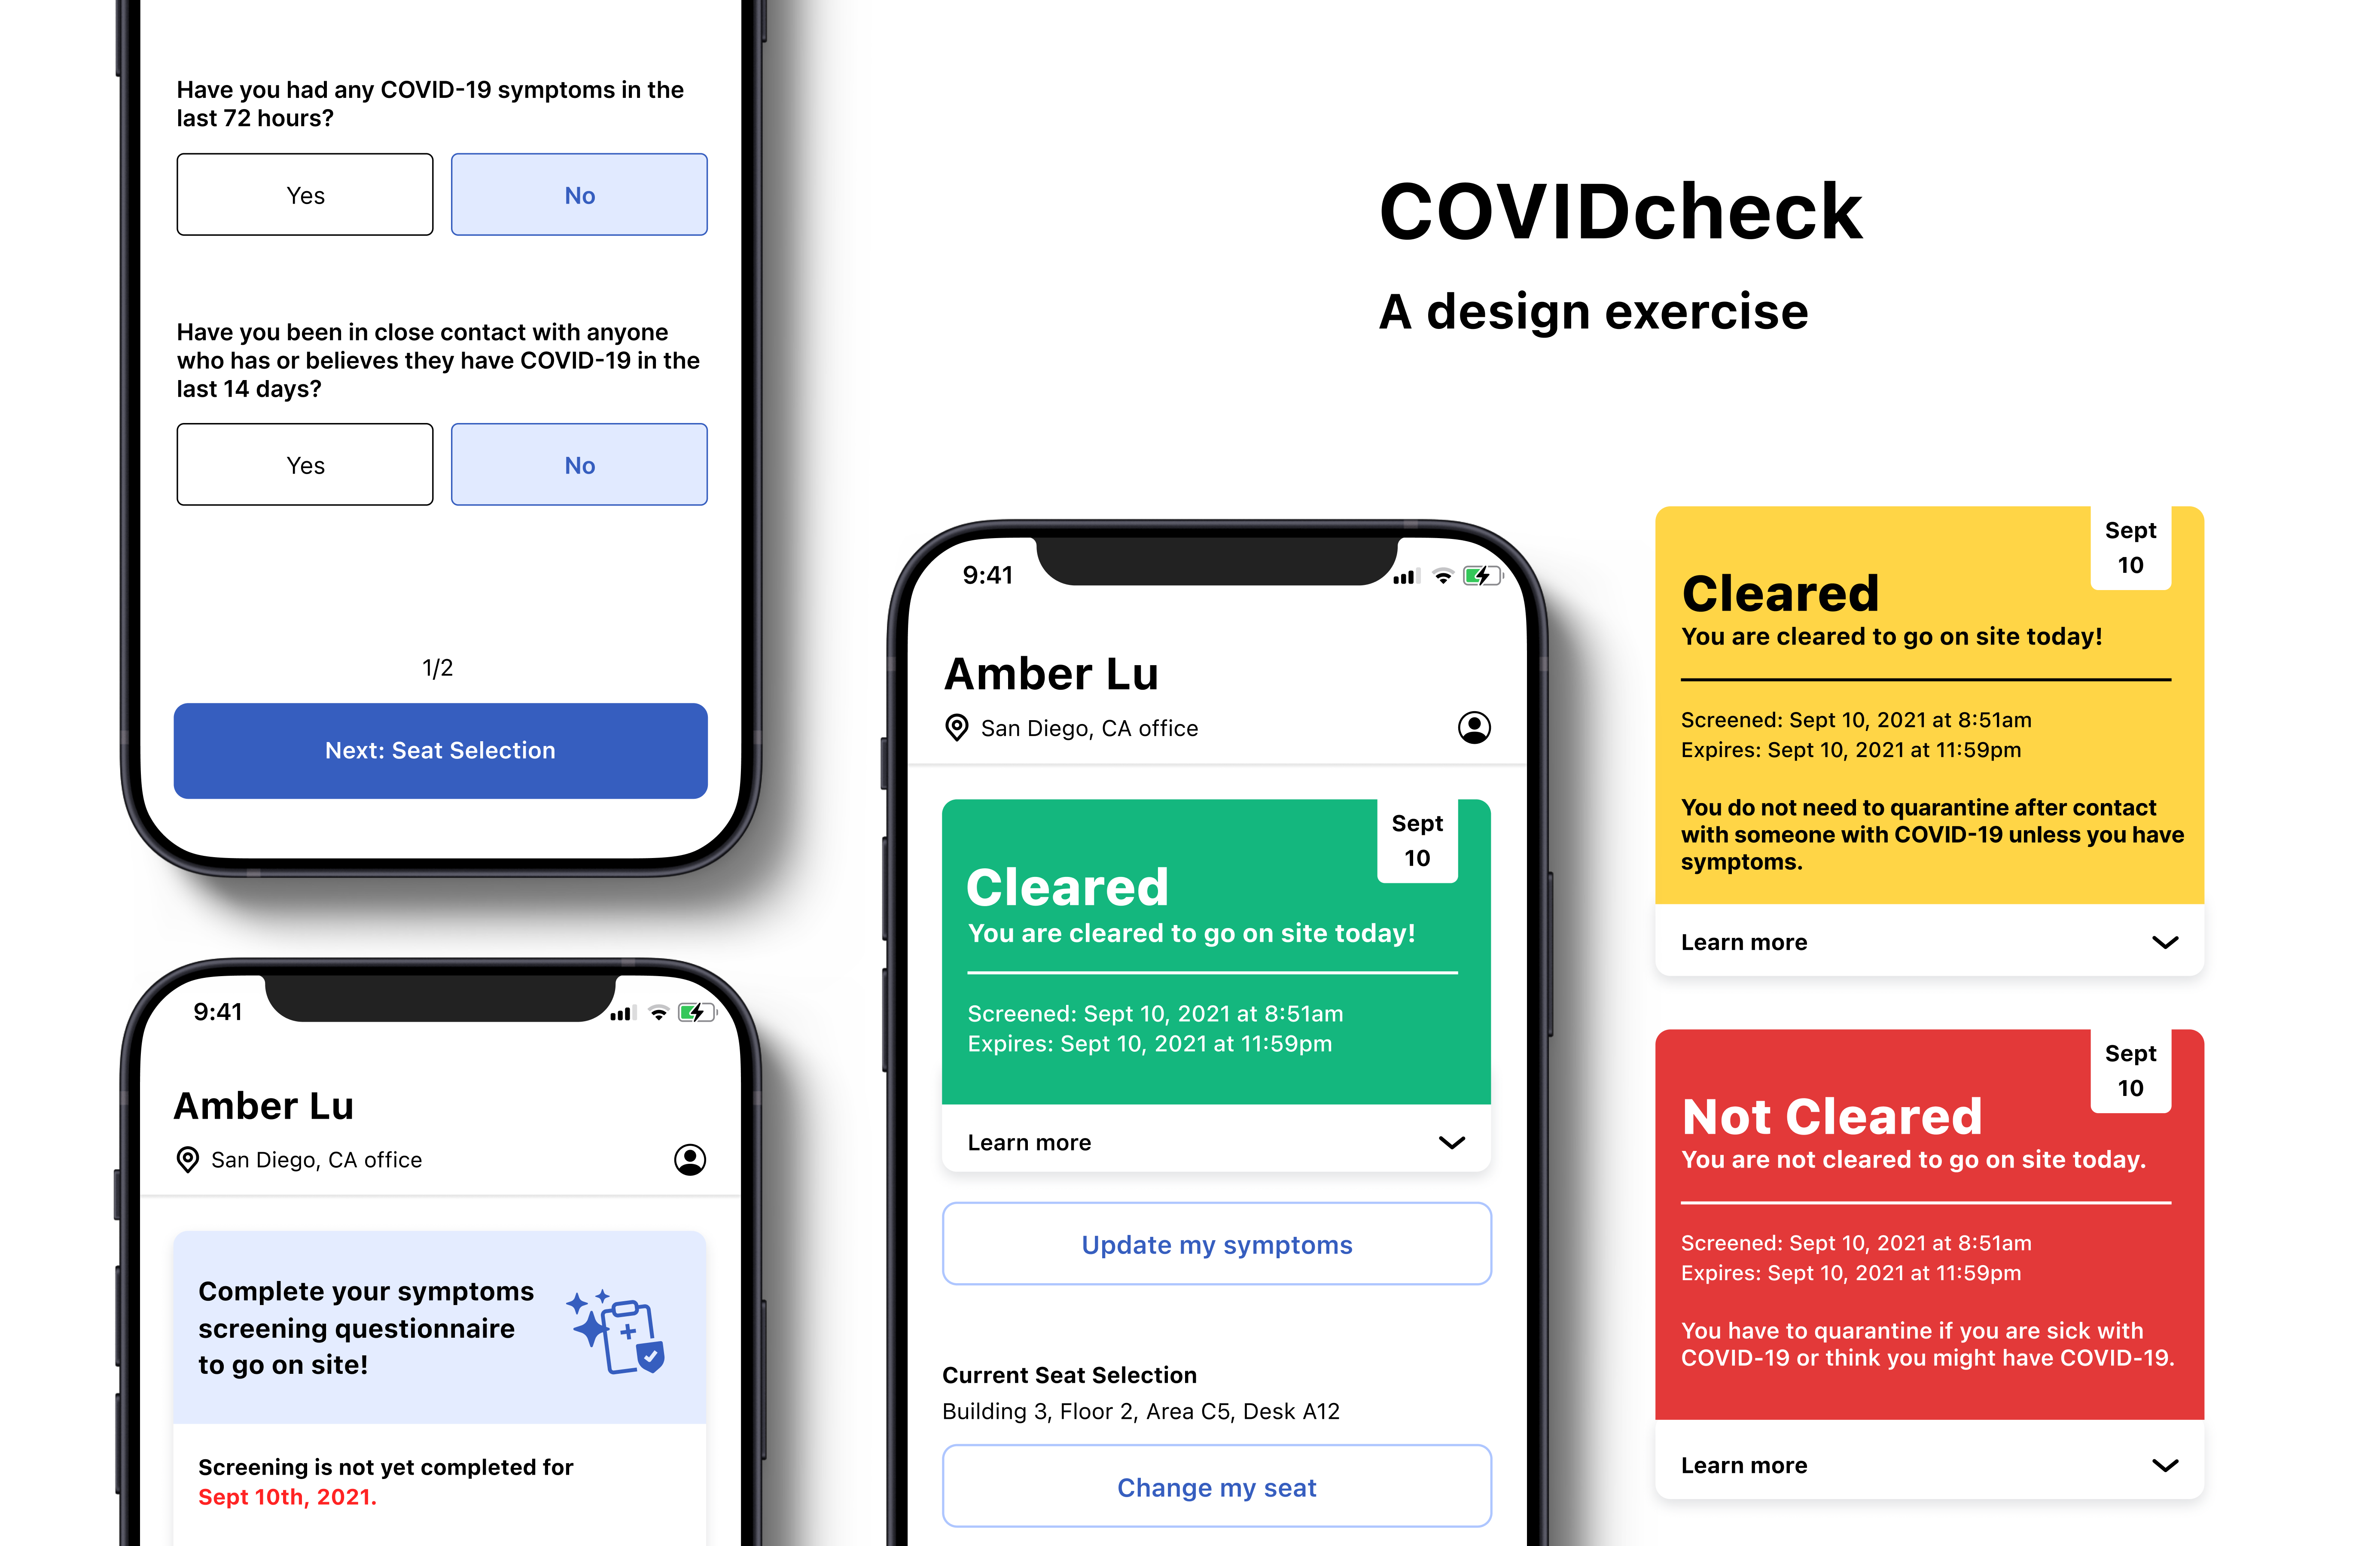 Have you had any COVID-19 symptoms in the
last 72 hours?
Yes
No
Have you been in close contact with anyone
who has or believes they have COVID-19 in the
last 14 days?
Yes
No
1/2
Next: Seat Selection
9:41
Amber Lu
San Diego, CA office
Complete your symptoms
screening questionnaire
to go on site!
Screening is not yet completed for
Sept 10th, 2021.
COVIDcheck
A design exercise
9:41
Amber Lu
San Diego, CA office
Sept
10
Cleared
You are cleared to go on site today!
Screened: Sept 10, 2021 at 8:51am
Expires: Sept 10, 2021 at 11:59pm
Learn more
Update my symptoms
Current Seat Selection
Building 3, Floor 2, Area C5, Desk A12
Change my seat
Sept
10
Cleared
You are cleared to go on site today!
Screened: Sept 10, 2021 at 8:51am
Expires: Sept 10, 2021 at 11:59pm
You do not need to quarantine after contact
with someone with COVID-19 unless you have
symptoms.
Learn more
Sept
10
Not Cleared
You are not cleared to go on site today.
Screened: Sept 10, 2021 at 8:51am
Expires: Sept 10, 2021 at 11:59pm
You have to quarantine if you are sick with
COVID-19 or think you might have COVID-19.
Learn more